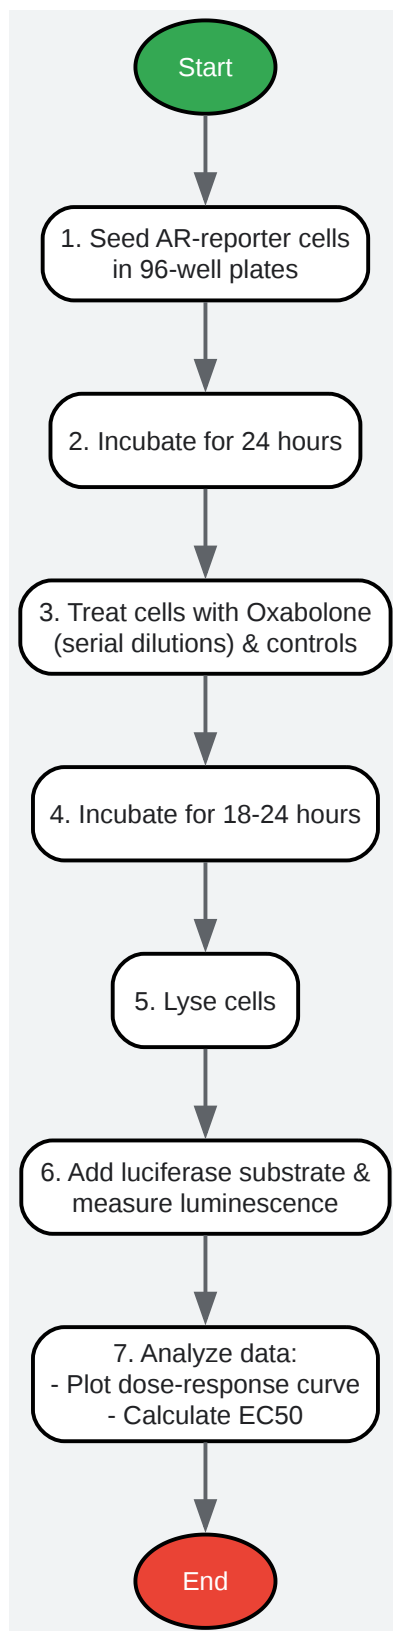 Start
1. Seed AR-reporter cells
in 96-well plates
2. Incubate for 24 hours
3. Treat cells with Oxabolone
(serial dilutions) & controls
4. Incubate for 18-24 hours
5. Lyse cells
6. Add luciferase substrate &
measure luminescence
7. Analyze data:
- Plot dose-response curve
- Calculate EC50
End